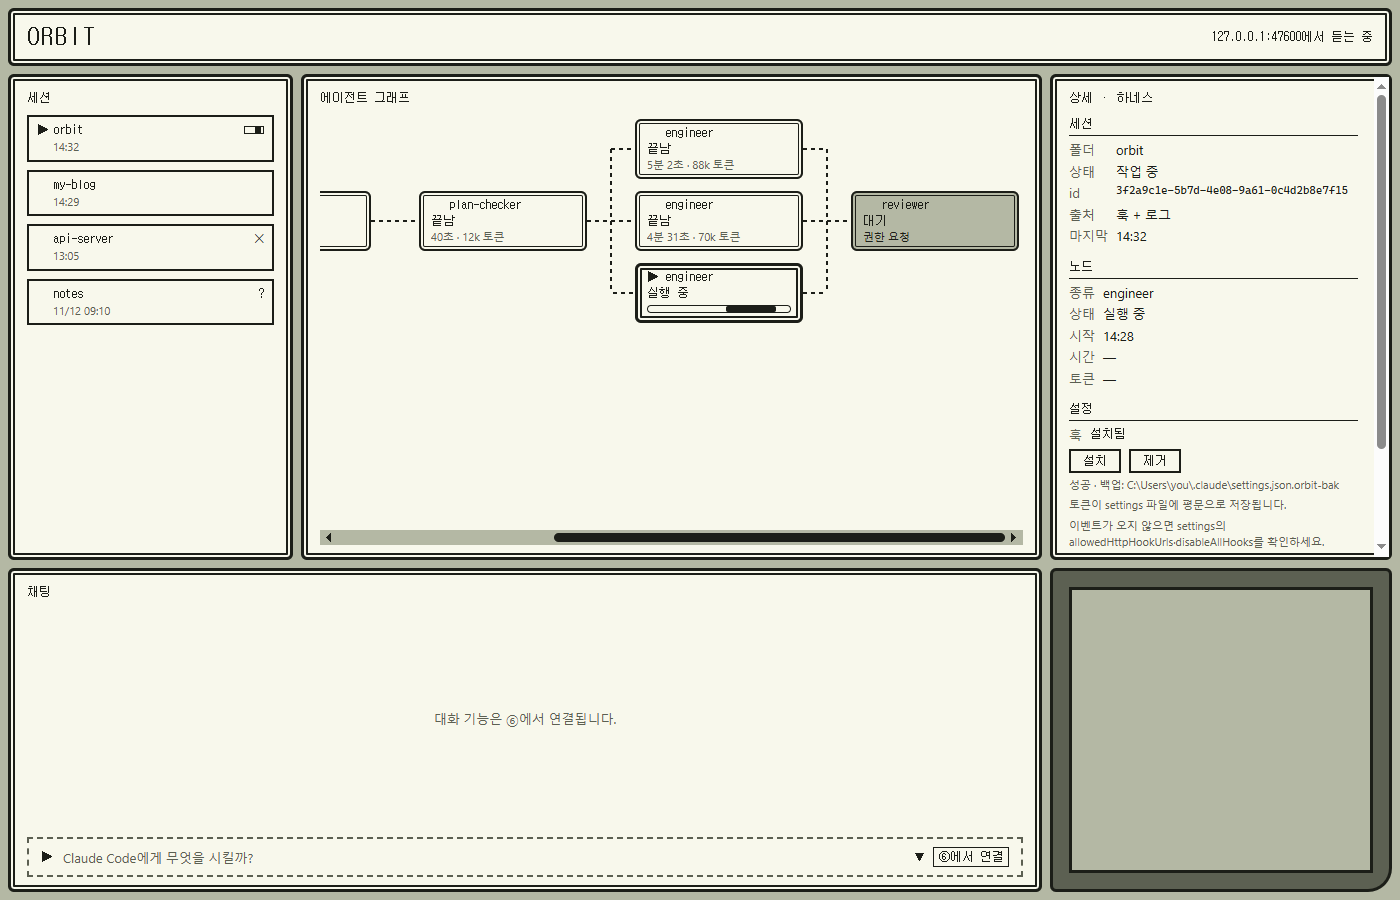 ORBIT
127.0.0.1:47600에서 듣는 중
세션
orbit
14:32
my-blog
14:29
api-server
13:05
notes
?
11/12 09:10
에이전트 그래프
plan-checker
끝남
40초 · 12k 토큰
engineer
끝남
5분 2초 · 88k 토큰
engineer
끝남
4분 31초 · 70k 토큰
engineer
실행 중
reviewer
대기
권한 요청
상세 · 하네스
세션
폴더 orbit
상태 작업 중
id 3f2a9c1e-5b7d-4e08-9a61-0c4d2b8e7f15
출처 훅 + 로그
마지막 14:32
노드
종류 engineer
상태 실행 중
시작 14:28
시간 —
토큰 —
설정
훅 설치됨
설치 제거
성공 · 백업: C:\Users\you\.claude\settings.json.orbit-bak
토큰이 settings 파일에 평문으로 저장됩니다.
이벤트가 오지 않으면 settings의
allowedHttpHookUrls·disableAllHooks를 확인하세요.
채팅
대화 기능은 ⑥에서 연결됩니다.
Claude Code에게 무엇을 시킬까?
⑥에서 연결